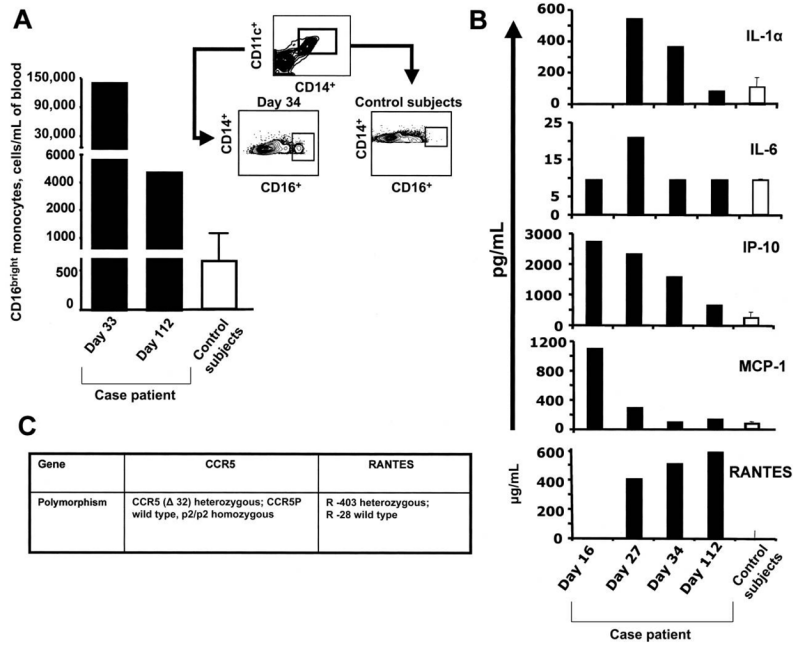 A
CD16bright monocytes, cells/mL of blood
150,000
90,000
30,000
6000
4000
1000
500
0
Day 33
Day 112
Control
subjects
Case patient
CD11c+
CD14+
Day 34
CD14+
CD16+
Control subjects
CD14+
CD16+
B
pg/mL
600
400
200
0
IL-1α
25
15
5
0
IL-6
3000
2000
1000
0
IP-10
1200
800
400
0
MCP-1
µg/mL
600
400
200
0
RANTES
Day 16
Day 27
Day 34
Day 112
Control
subjects
Case patient
C
Gene CCR5 RANTES
Polymorphism CCR5 (Δ 32) heterozygous; CCR5P R -403 heterozygous;
wild type, p2/p2 homozygous R -28 wild type